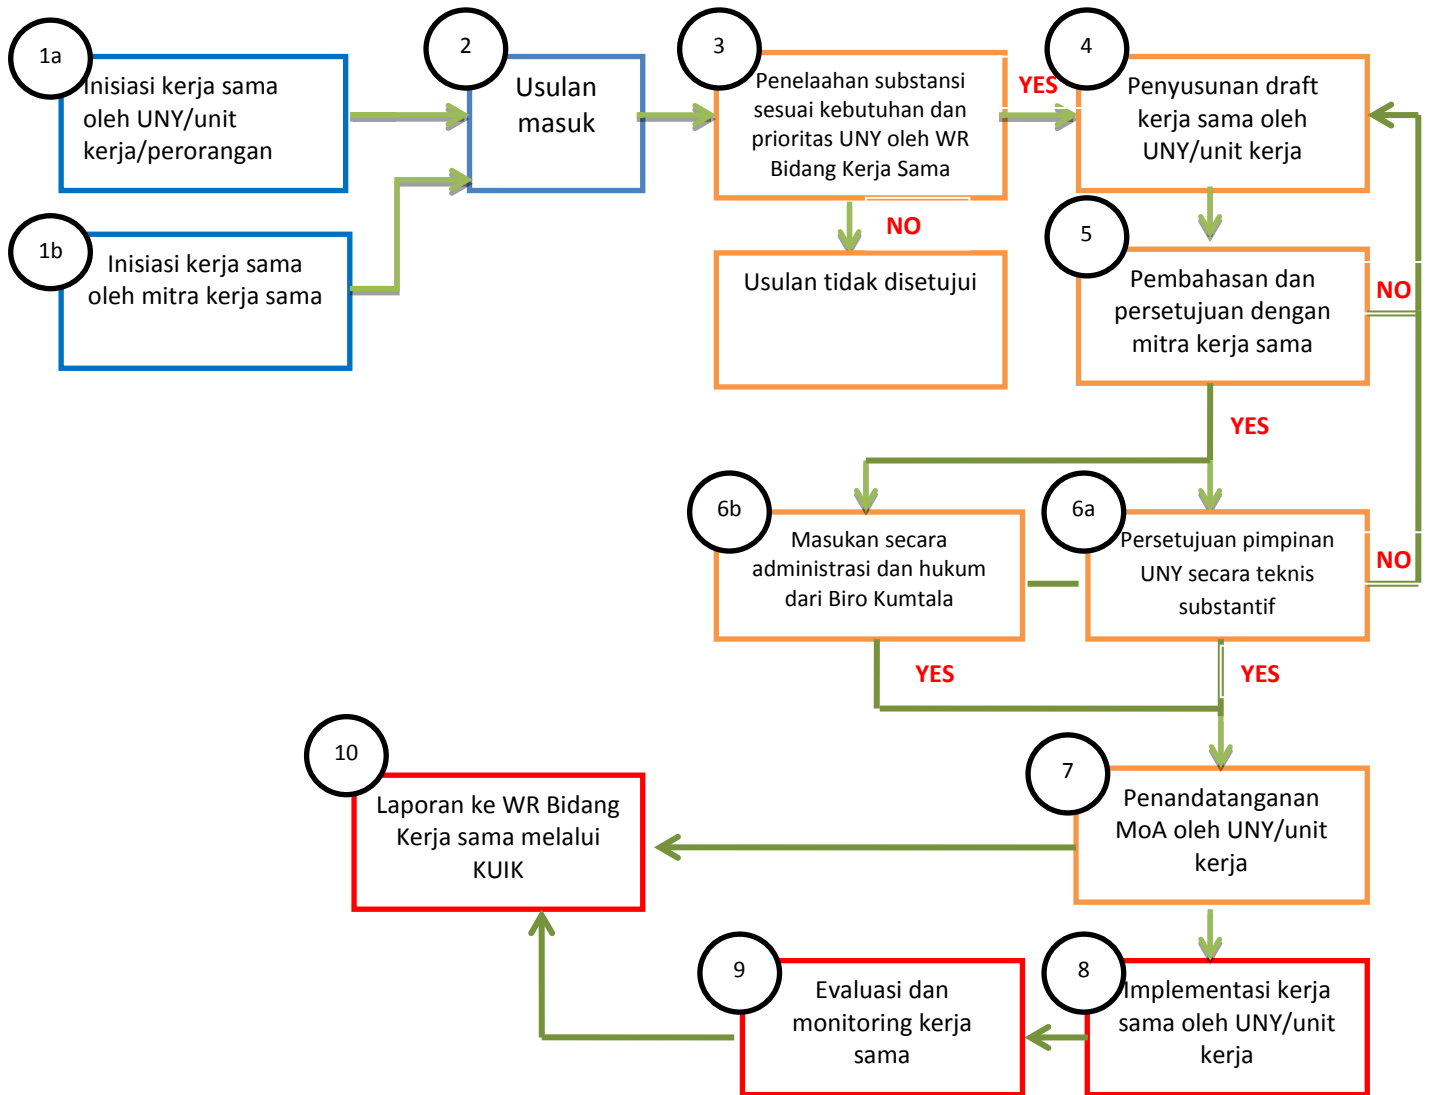 1a
Inisiasi kerja sama
oleh UNY/unit
kerja/perorangan
1b
Inisiasi kerja sama
oleh mitra kerja sama
2
Usulan
masuk
3
Penelaahan substansi
sesuai kebutuhan dan
prioritas UNY oleh WR
Bidang Kerja Sama
YES
NO
Usulan tidak disetujui
4
Penyusunan draft
kerja sama oleh
UNY/unit kerja
5
Pembahasan dan
persetujuan dengan
mitra kerja sama
NO
YES
6b
Masukan secara
administrasi dan hukum
dari Biro Kumtala
6a
Persetujuan pimpinan
UNY secara teknis
substantif
NO
YES
YES
7
Penandatanganan
MoA oleh UNY/unit
kerja
10
Laporan ke WR Bidang
Kerja sama melalui
KUIK
9
Evaluasi dan
monitoring kerja
sama
8
Implementasi kerja
sama oleh UNY/unit
kerja